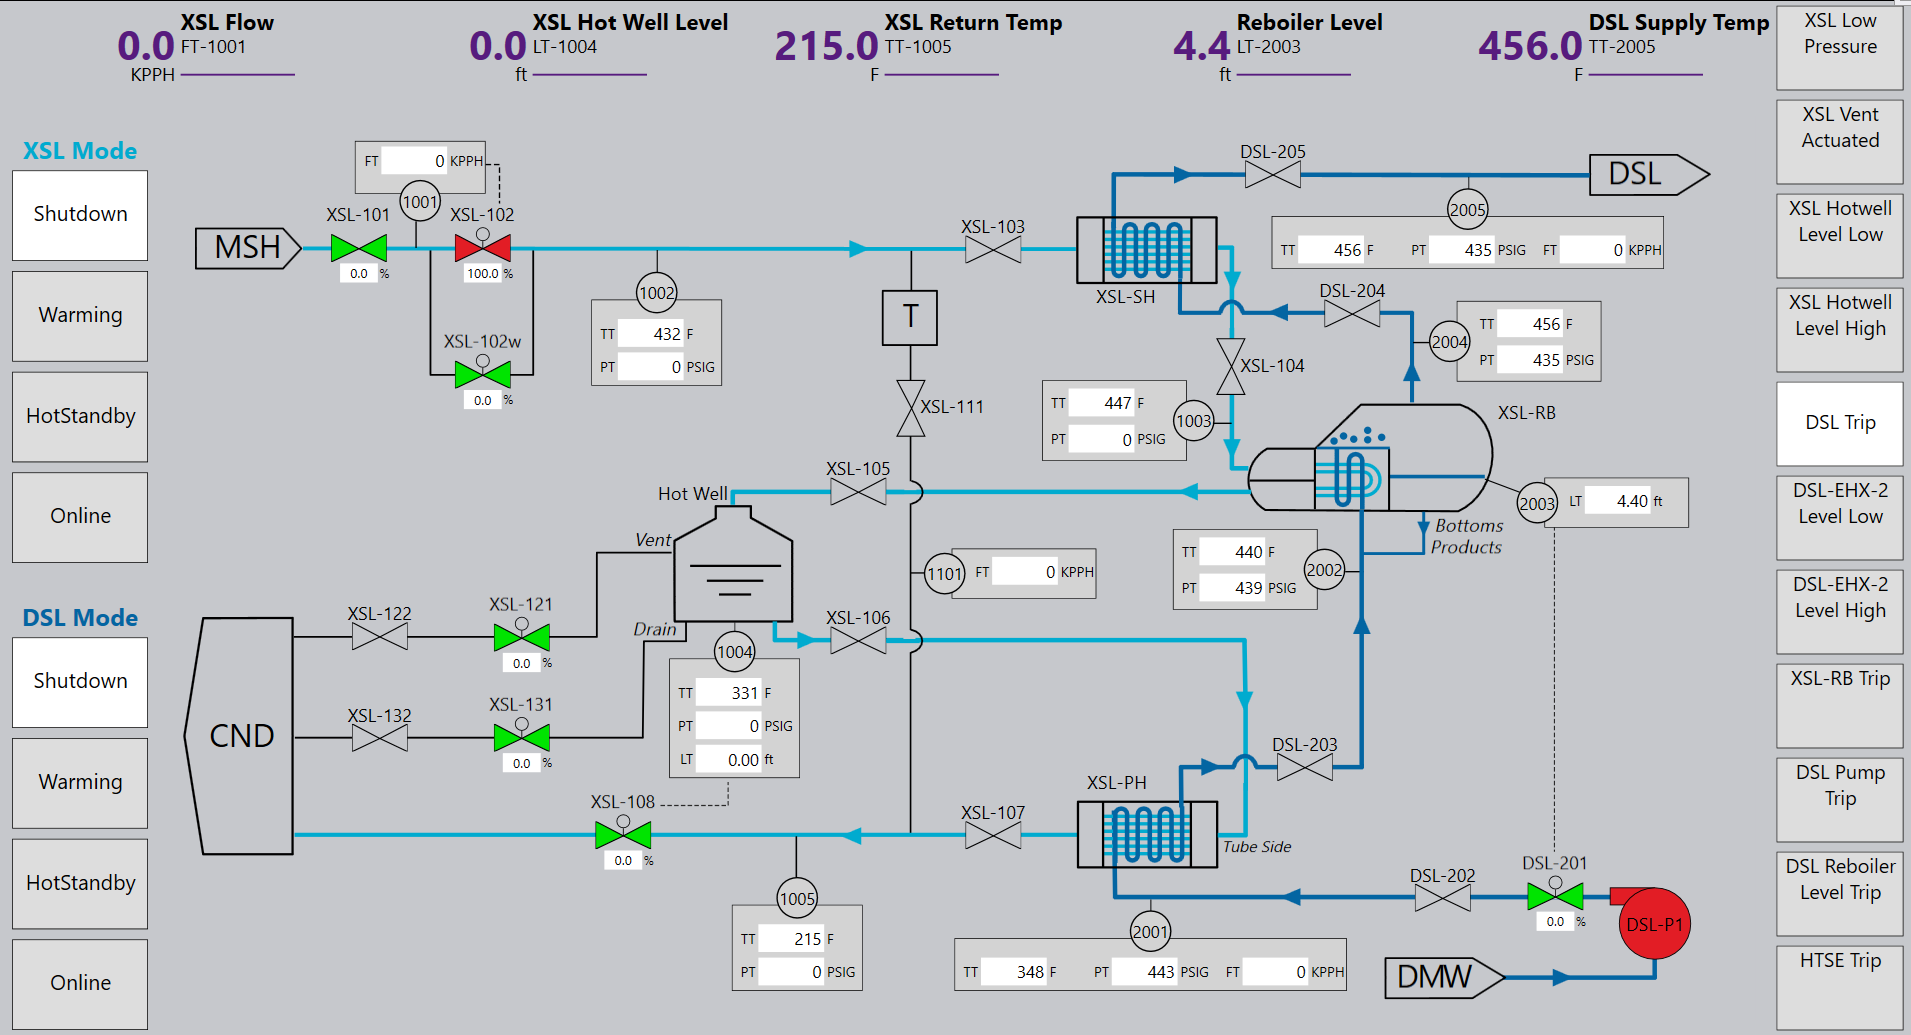 XSL Flow
0.0 FT-1001
KPPH
XSL Hot Well Level
0.0 LT-1004
ft
XSL Return Temp
215.0 TT-1005
F
Reboiler Level
4.4 LT-2003
ft
DSL Supply Temp
456.0 TT-2005
F
XSL Low
Pressure
XSL Vent
Actuated
XSL Hotwell
Level Low
XSL Hotwell
Level High
DSL Trip
DSL-EHX-2
Level Low
DSL-EHX-2
Level High
XSL-RB Trip
DSL Pump
Trip
DSL Reboiler
Level Trip
HTSE Trip
XSL Mode
Shutdown
Warming
HotStandby
Online
DSL Mode
Shutdown
Warming
HotStandby
Online
FT 0 KPPH
1001
XSL-101
XSL-102
MSH
0.0 %
100.0 %
XSL-102w
0.0 %
1002
TT 432 F
PT 0 PSIG
T
XSL-111
XSL-103
XSL-SH
DSL-205
DSL
2005
TT 456 F PT 435 PSIG FT 0 KPPH
DSL-204
2004
TT 456 F
PT 435 PSIG
XSL-104
TT 447 F
1003
PT 0 PSIG
XSL-RB
XSL-105
Hot Well
2003
LT 4.40 ft
Bottoms
Products
Vent
TT 440 F
2002
PT 439 PSIG
1101
FT 0 KPPH
XSL-122
XSL-121
0.0 %
Drain
XSL-106
1004
TT 331 F
PT 0 PSIG
LT 0.00 ft
XSL-132
XSL-131
0.0 %
CND
DSL-203
XSL-PH
XSL-108
0.0 %
XSL-107
Tube Side
1005
TT 215 F
PT 0 PSIG
DSL-202
DSL-201
0.0 %
DSL-P1
2001
TT 348 F PT 443 PSIG FT 0 KPPH
DMW